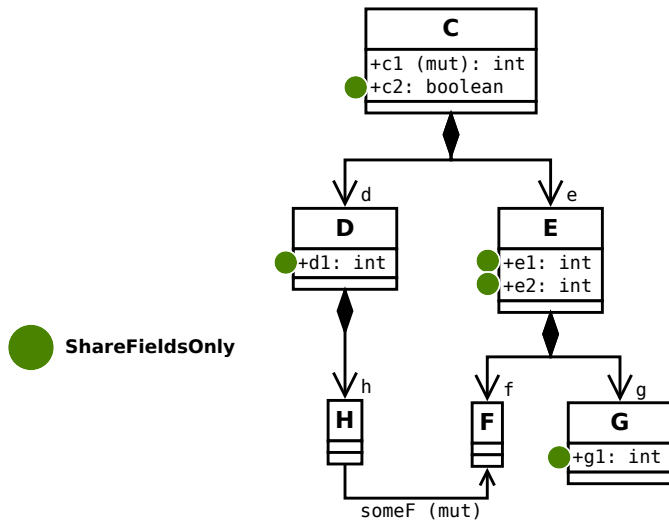 C
+c1 (mut): int
+c2: boolean
d
e
D
+d1: int
E
+e1: int
+e2: int
ShareFieldsOnly
h
f
g
H
F
G
+g1: int
someF (mut)